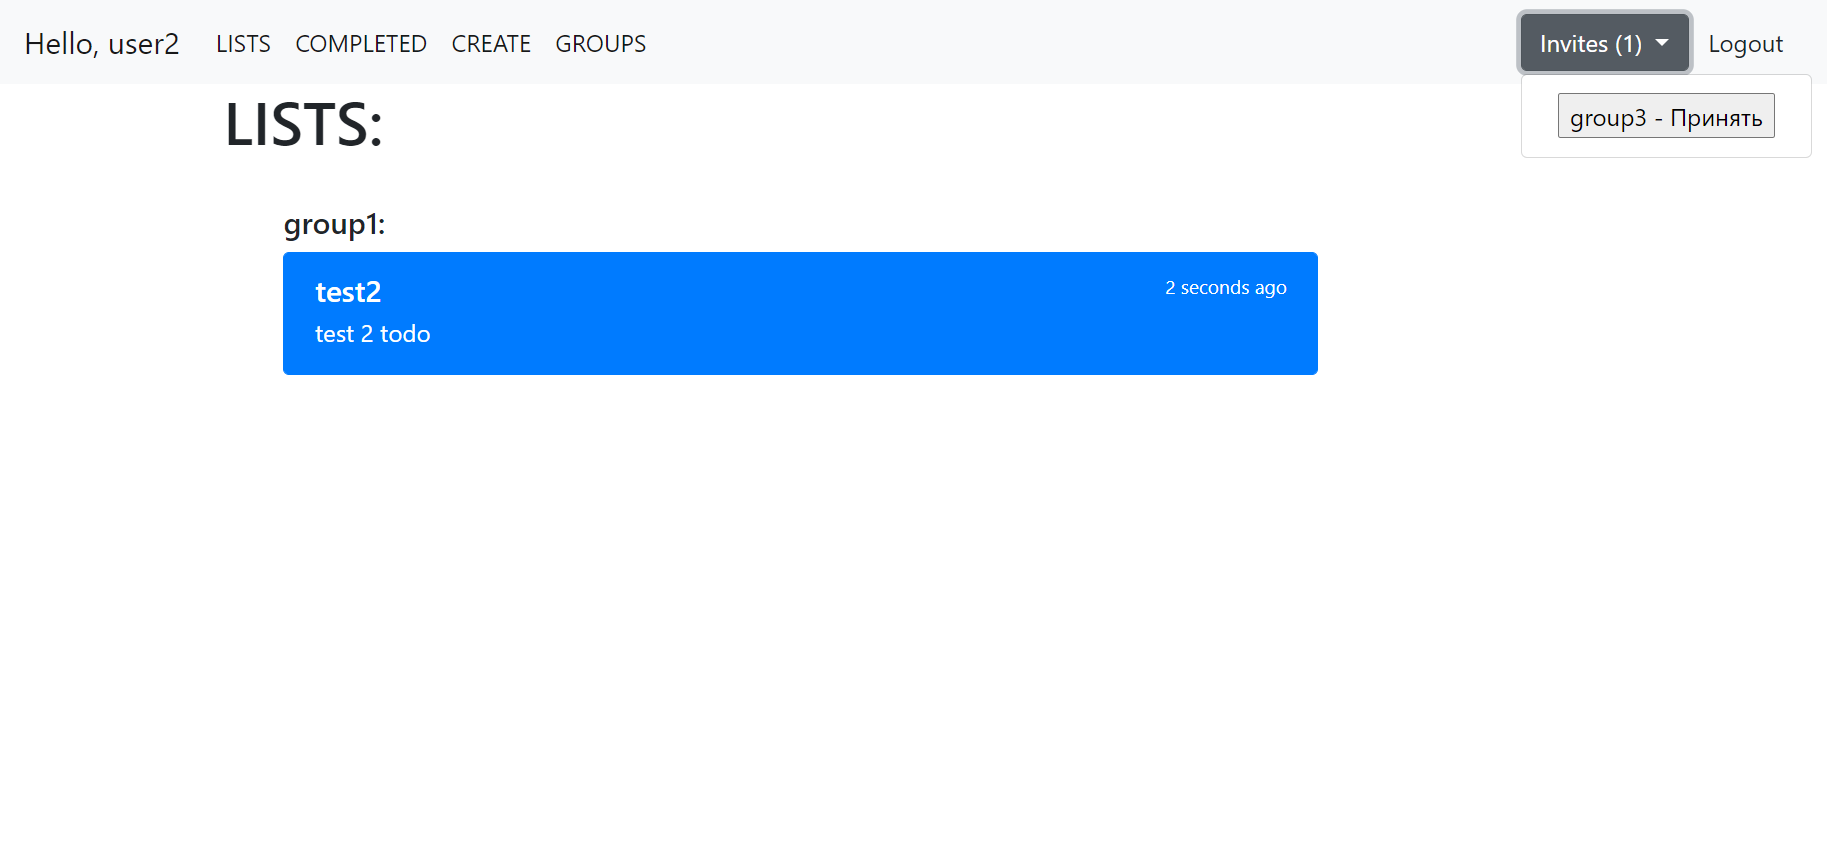 Hello, user2 LISTS COMPLETED CREATE GROUPS Invites (1) Logout
group3 - Принять
LISTS:
group1:
test2 2 seconds ago
test 2 todo